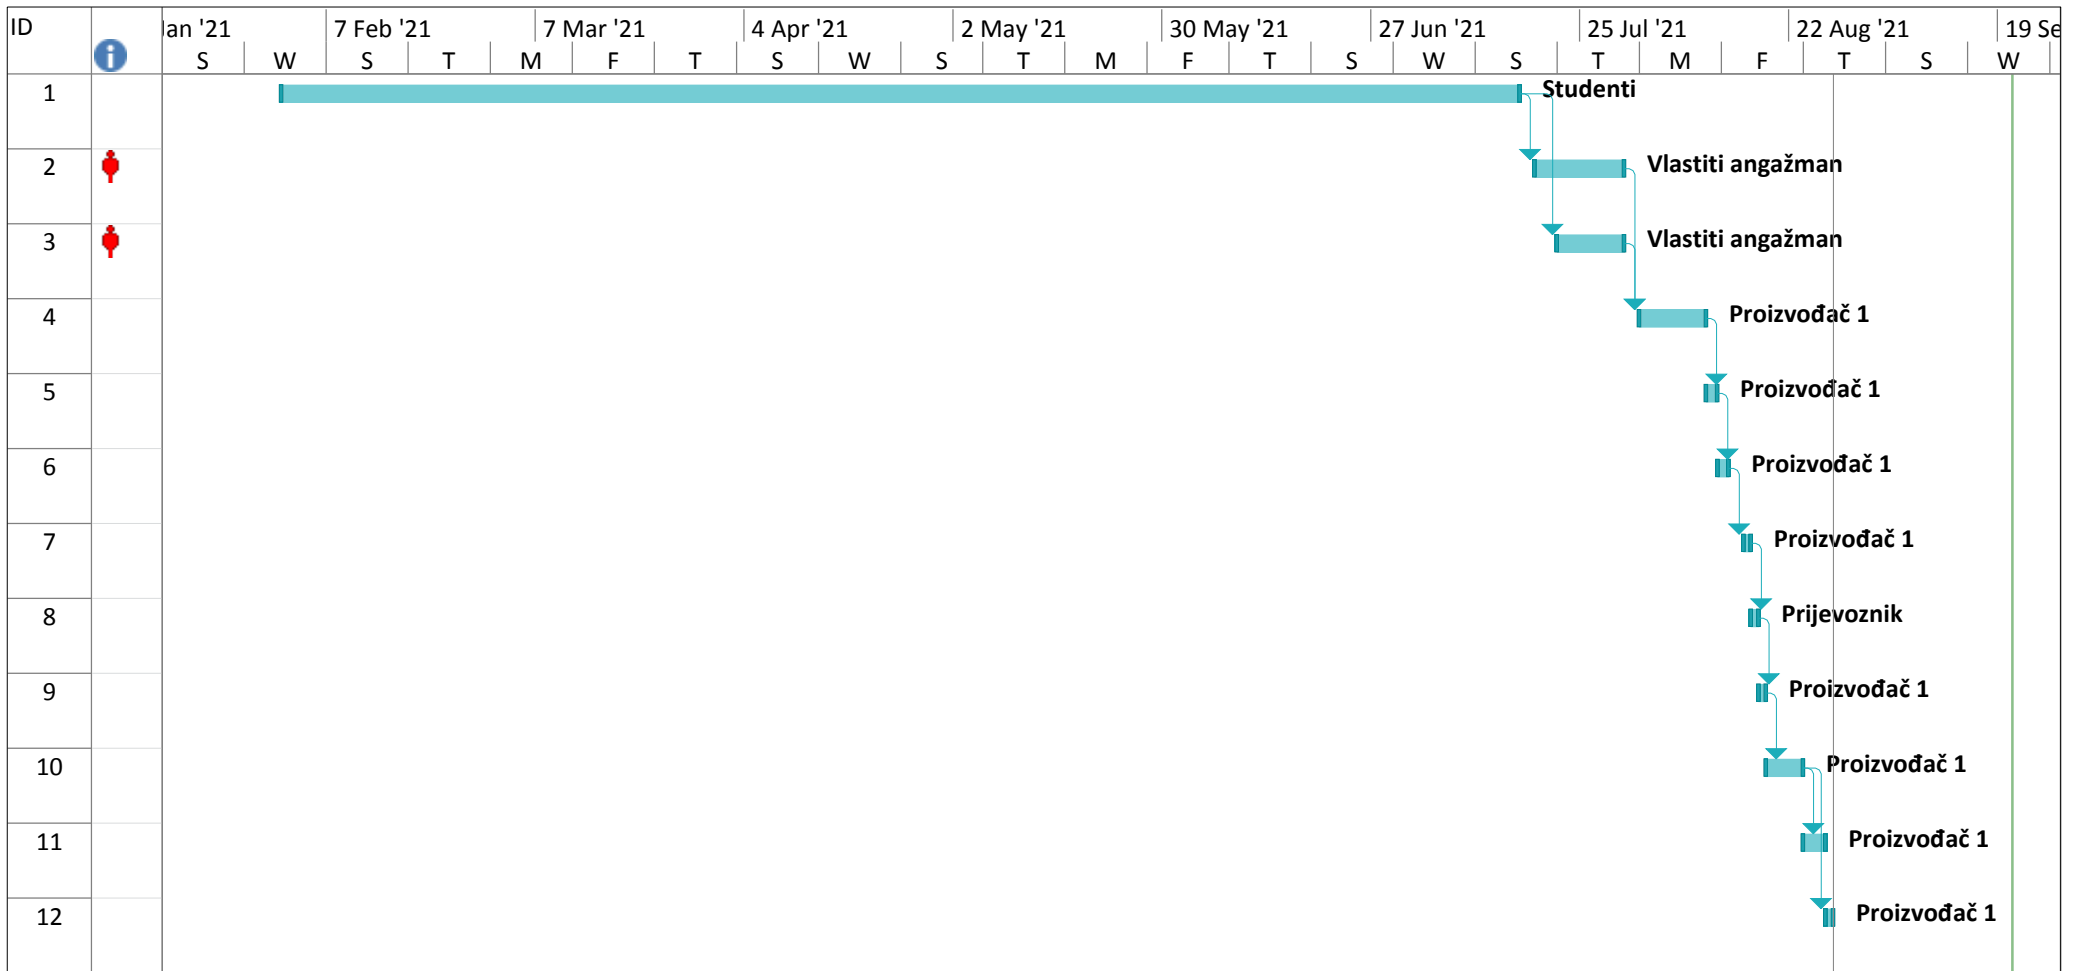 ID
Jan '21 7 Feb '21 7 Mar '21 4 Apr '21 2 May '21 30 May '21 27 Jun '21 25 Jul '21 22 Aug '21 19 Se
S W S T M F T S W S T M F T S W S T M F T S W
1 Studenti
2 Vlastiti angažman
3 Vlastiti angažman
4 Proizvođač 1
5 Proizvođač 1
6 Proizvođač 1
7 Proizvođač 1
8 Prijevoznik
9 Proizvođač 1
10 Proizvođač 1
11 Proizvođač 1
12 Proizvođač 1